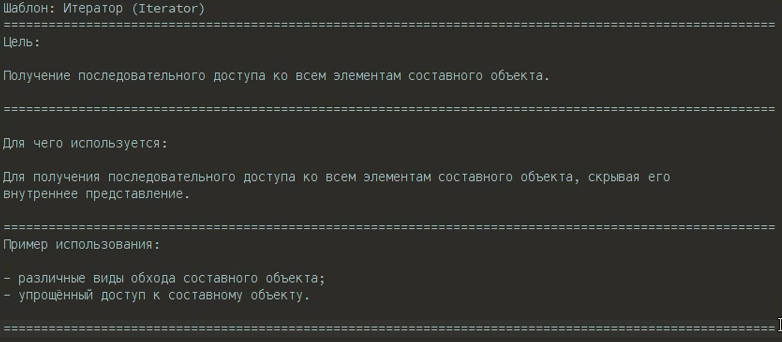 Шаблон: Итератор (Iterator)
=======================================================================================================
Цель:
Получение последовательного доступа ко всем элементам составного объекта.
=======================================================================================================
Для чего используется:
Для получения последовательного доступа ко всем элементам составного объекта, скрывая его
внутреннее представление.
=======================================================================================================
Пример использования:
- различные виды обхода составного объекта;
- упрощённый доступ к составному объекту.
=======================================================================================================